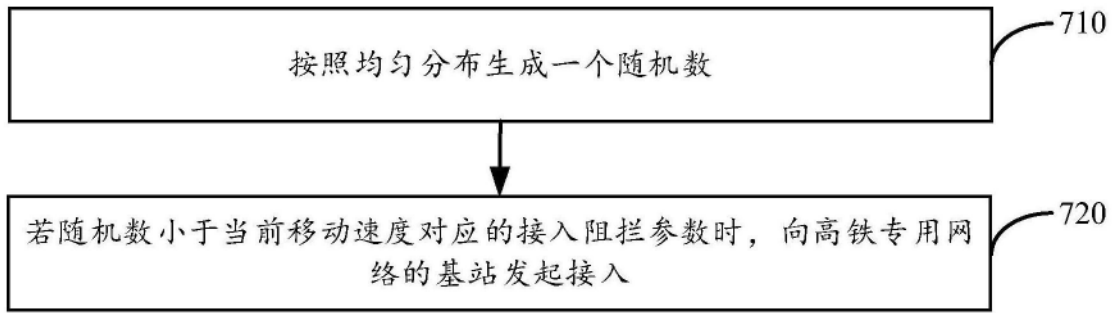 710
按照均匀分布生成一个随机数
720
若随机数小于当前移动速度对应的接入阻拦参数时，向高铁专用网
络的基站发起接入